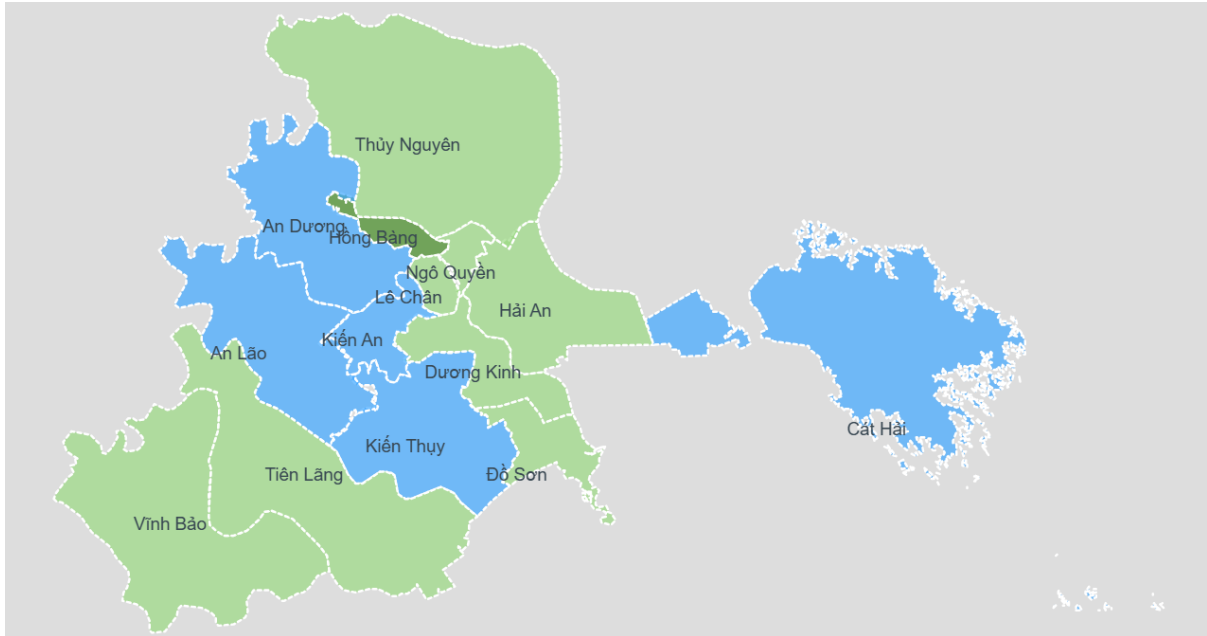 Thủy Nguyên
An Dương
Hồng Bàng
Ngô Quyền
Lê Chân
Hải An
Kiến An
An Lão
Dương Kinh
Cát Hải
Kiến Thụy
Tiên Lãng
Đồ Sơn
Vĩnh Bảo